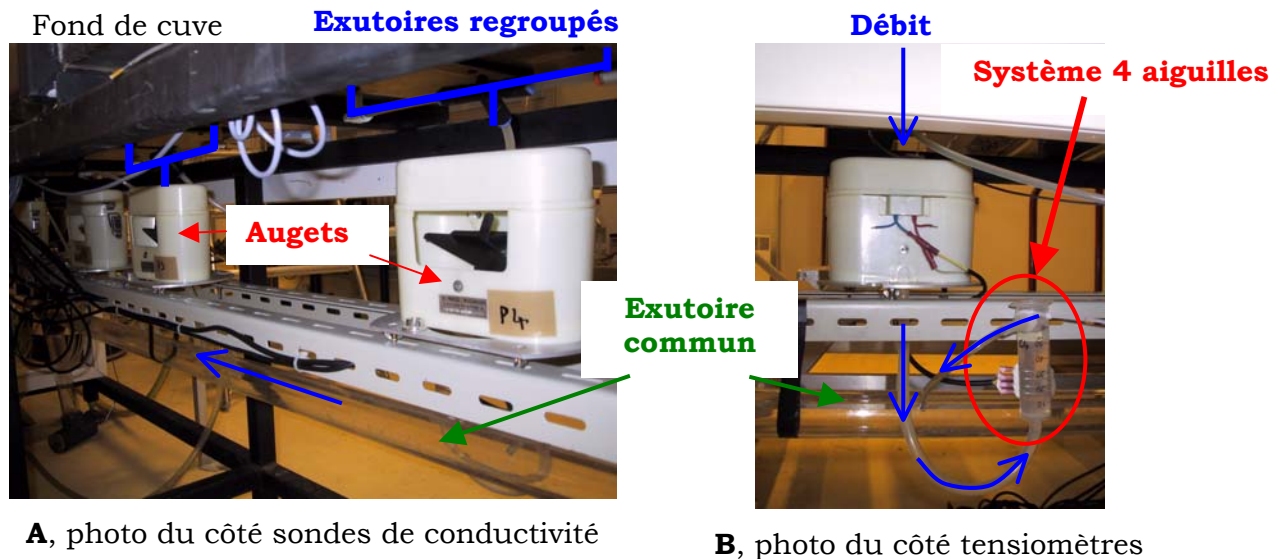 Fond de cuve
Exutoires regroupés
Débit
Système 4 aiguilles
Augets
P4
Exutoire
commun
A, photo du côté sondes de conductivité
B, photo du côté tensiomètres